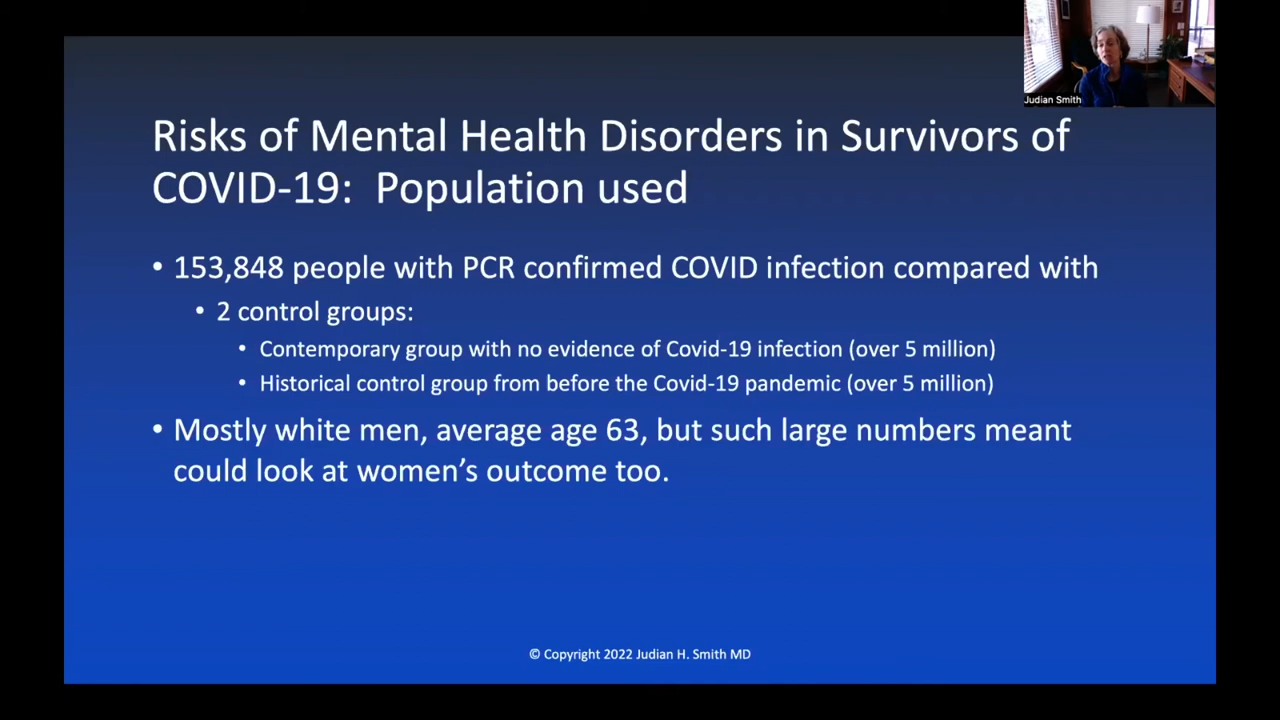 Judian Smith
Risks of Mental Health Disorders in Survivors of
COVID-19: Population used
• 153,848 people with PCR confirmed COVID infection compared with
• 2 control groups:
• Contemporary group with no evidence of Covid-19 infection (over 5 million)
• Historical control group from before the Covid-19 pandemic (over 5 million)
• Mostly white men, average age 63, but such large numbers meant
could look at women’s outcome too.
© Copyright 2022 Judian H. Smith MD